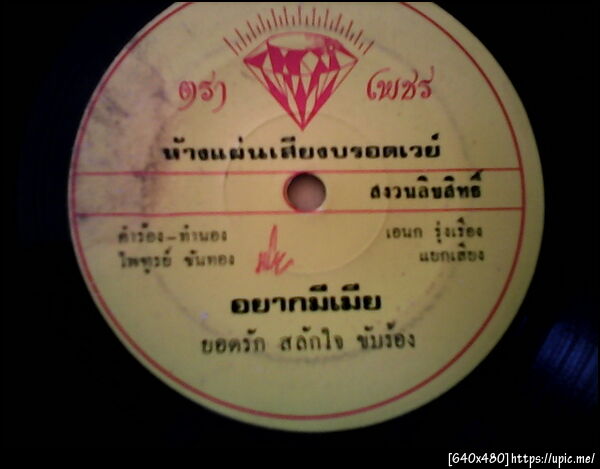 ตรา เพชร
ห้างแผ่นเสียงบรอดเวย์
สงวนลิขสิทธิ์
คำร้อง-ทำนอง
ไพฑูรย์ ขันทอง
เอนก รุ่งเรือง
แยกเสียง
อยากมีเมีย
ยอดรัก สลักใจ ขับร้อง
[640x480]https://upic.me/